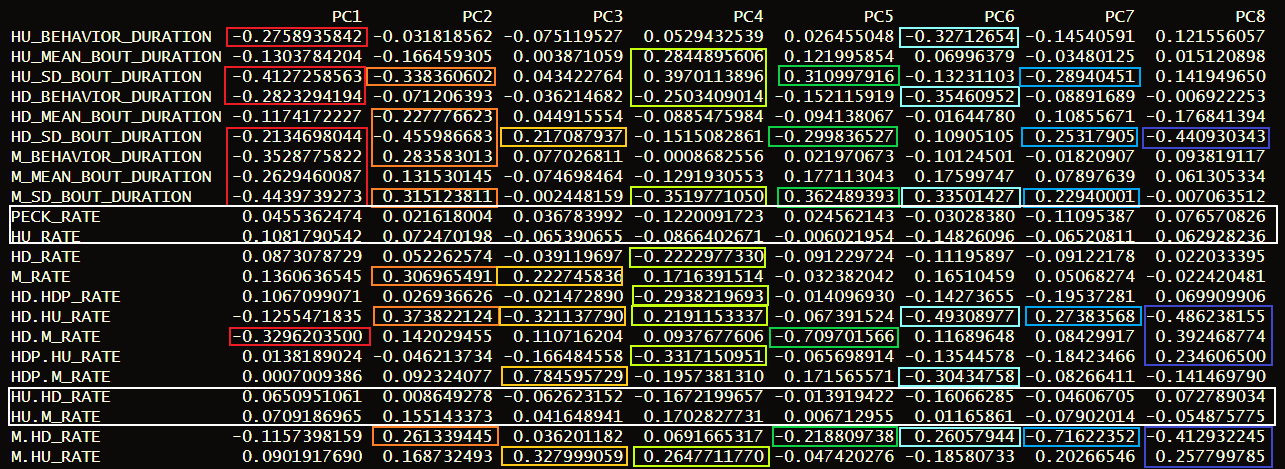 PC1 PC2 PC3 PC4 PC5 PC6 PC7 PC8
HU_BEHAVIOR_DURATION -0.2758935842 -0.031818562 -0.075119527 0.0529432539 0.026455048 -0.32712654 -0.14540591 0.121556057
HU_MEAN_BOUT_DURATION -0.1303784204 -0.166459305 0.003871059 0.2844895606 0.121995854 0.06996379 -0.03480125 0.015120898
HU_SD_BOUT_DURATION -0.4127258563 -0.338360602 0.043422764 0.3970113896 0.310997916 -0.13231103 -0.28940451 0.141949650
HD_BEHAVIOR_DURATION -0.2823294194 -0.071206393 -0.036214682 -0.2503409014 -0.152115919 -0.35460952 -0.08891689 -0.006922253
HD_MEAN_BOUT_DURATION -0.1174172227 -0.227776623 0.044915554 -0.0885475984 -0.094138067 -0.01644780 0.10855671 -0.176841394
HD_SD_BOUT_DURATION -0.2134698044 -0.455986683 0.217087937 -0.1515082861 -0.299836527 0.10905105 0.25317905 -0.440930343
M_BEHAVIOR_DURATION -0.3528775822 0.283583013 0.077026811 -0.0008682556 0.021970673 -0.10124501 -0.01820907 0.093819117
M_MEAN_BOUT_DURATION -0.2629460087 0.131530145 -0.074698464 -0.1291930553 0.177113043 0.17599747 0.07897639 0.061305334
M_SD_BOUT_DURATION -0.4439739273 0.315123811 -0.002448159 -0.3519771050 0.362489393 0.33501427 0.22940001 -0.007063512
PECK_RATE 0.0455362474 0.021618004 0.036783992 -0.1220091723 0.024562143 -0.03028380 -0.11095387 0.076570826
HU_RATE 0.1081790542 0.072470198 -0.065390655 -0.0866402671 -0.006021954 -0.14826096 -0.06520811 0.062928236
HD_RATE 0.0873078729 0.052262574 -0.039119697 -0.2222977330 -0.091229724 -0.11195897 -0.09122178 0.022033395
M_RATE 0.1360636545 0.306965491 0.222745836 0.1716391514 -0.032382042 0.16510459 0.05068274 -0.022420481
HD.HDP_RATE 0.1067099071 0.026936626 -0.021472890 -0.2938219693 -0.014096930 -0.14273655 -0.19537281 0.069909906
HD.HU_RATE -0.1255471835 0.373822124 -0.321137790 0.2191153337 -0.067391524 -0.49308977 0.27383568 -0.486238155
HD.M_RATE -0.3296203500 0.142029455 0.110716204 0.0937677606 -0.709701566 0.11689648 0.08429917 0.392468774
HDP.HU_RATE 0.0138189024 -0.046213734 -0.166484558 -0.3317150951 -0.065698914 -0.13544578 -0.18423466 0.234606500
HDP.M_RATE 0.0007009386 0.092324077 0.784595729 -0.1957381310 0.171565571 -0.30434758 -0.08266411 -0.141469790
HU.HD_RATE 0.0650951061 0.008649278 -0.062623152 -0.1672199657 -0.013919422 -0.16066285 -0.04606705 0.072789034
HU.M_RATE 0.0709186965 0.155143373 0.041648941 0.1702827731 0.006712955 0.01165861 -0.07902014 -0.054875775
M.HD_RATE -0.1157398159 0.261339445 0.036201182 0.0691665317 -0.218809738 0.26057944 -0.71622352 -0.412932245
M.HU_RATE 0.0901917690 0.168732493 0.327999059 0.2647711770 -0.047420276 -0.18580733 0.20266546 0.257799785